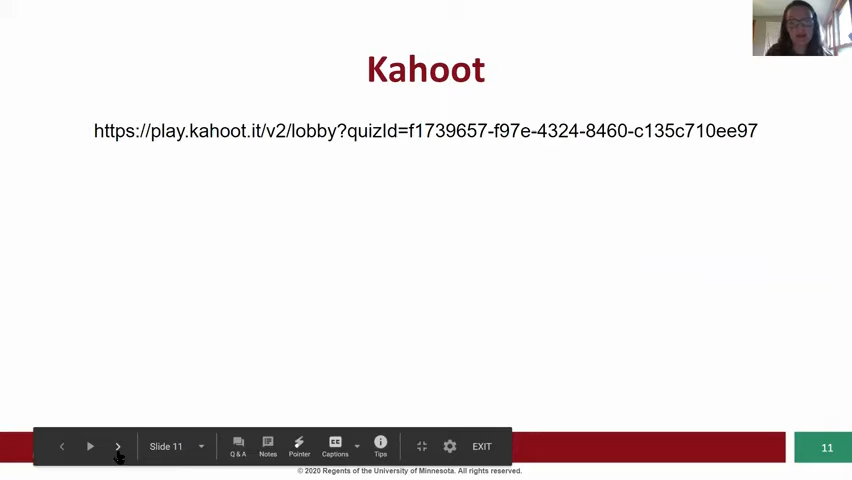 Kahoot
https://play.kahoot.it/v2/lobby?quizId=f1739657-f97e-4324-8460-c135c710ee97
Slide 11
Q & A
Notes
Pointer
CC
Captions
Tips
EXIT
11
© 2020 Regents of the University of Minnesota. All rights reserved.